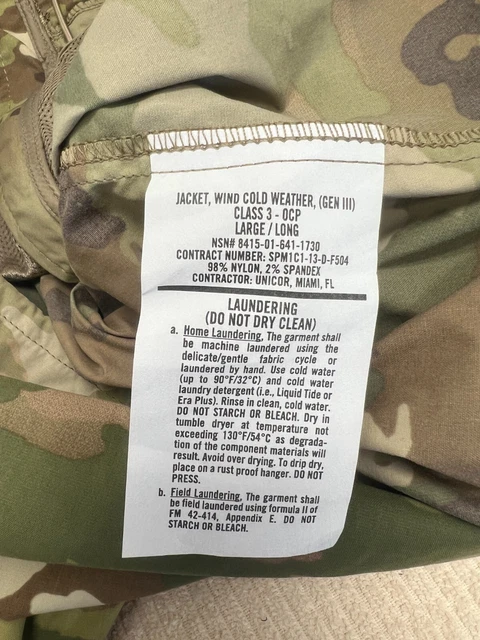 JACKET, WIND COLD WEATHER, (GEN III)
CLASS 3 - OCP
LARGE / LONG
NSN# 8415-01-641-1730
CONTRACT NUMBER: SPM1C1-13-D-F504
98% NYLON, 2% SPANDEX
CONTRACTOR: UNICOR, MIAMI, FL
LAUNDERING
(DO NOT DRY CLEAN)
a. Home Laundering, The garment shall
be machine laundered using the
delicate/gentle fabric cycle or
laundered by hand. Use cold water
(up to 90°F/32°C) and cold water
laundry detergent (i.e., Liquid Tide or
Era Plus). Rinse in clean, cold water.
DO NOT STARCH OR BLEACH. Dry in
tumble dryer at temperature not
exceeding 130°F/54°C as degrada-
tion of the component materials will
result. Avoid over drying. To drip dry,
place on a rust proof hanger. DO NOT
PRESS.
b. Field Laundering, The garment shall
be field laundered using formula II of
FM 42-414, Appendix E. DO NOT
STARCH OR BLEACH.